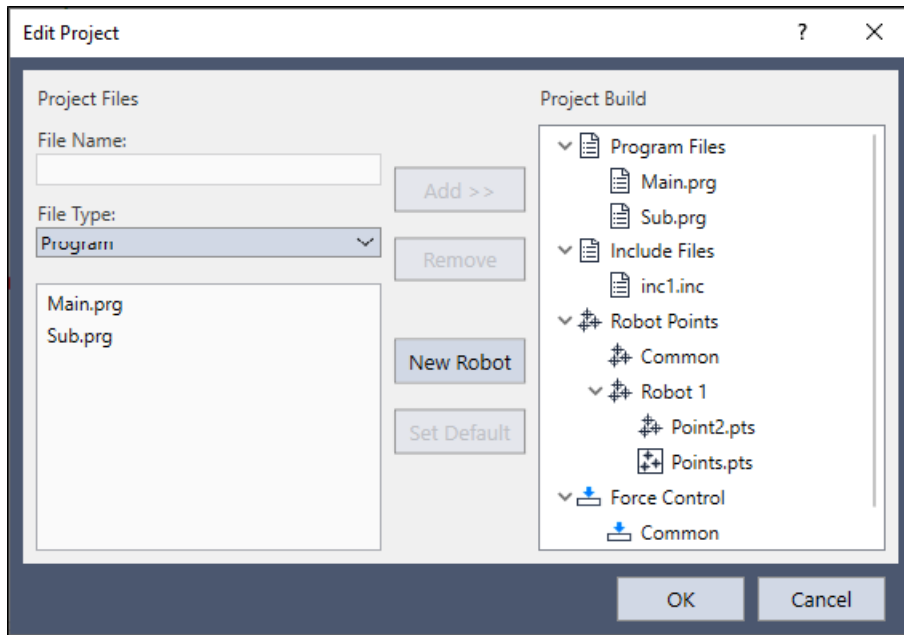 Edit Project
?
Project Files
File Name:
File Type:
Program
Main.prg
Sub.prg
Add >>
Remove
New Robot
Set Default
Project Build
Program Files
Main.prg
Sub.prg
Include Files
inc1.inc
Robot Points
Common
Robot 1
Point2.pts
Points.pts
Force Control
Common
OK
Cancel